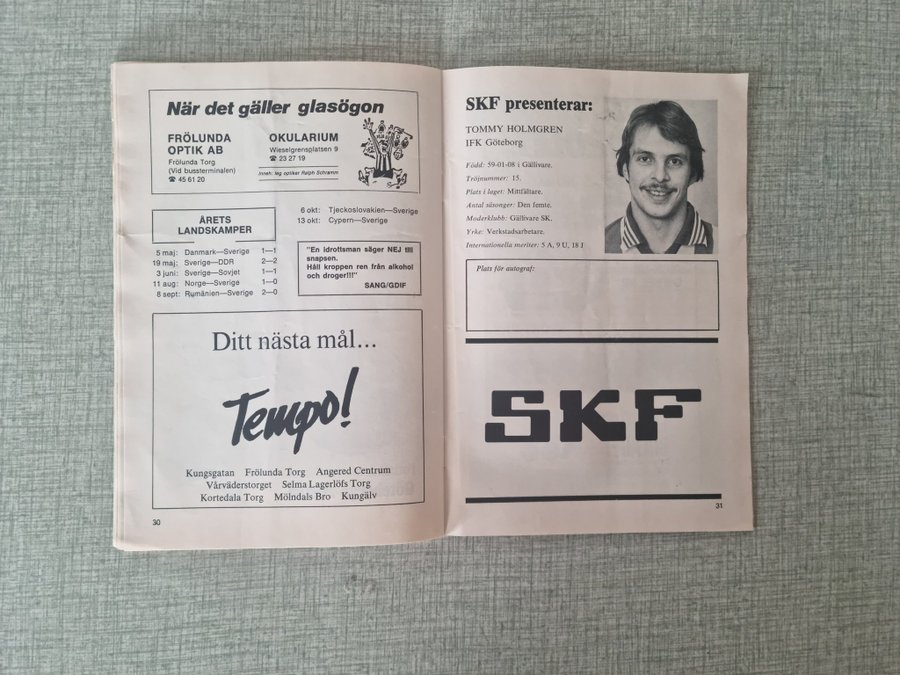 När det gäller glasögon
FRÖLUNDA
OPTIK AB
Frölunda Torg
(Vid bussterminalen)
☎ 45 61 20
OKULARIUM
Wieselgrensplatsen 9
☎ 23 27 19
Inneh: leg optiker Ralph Schramm
ÅRETS
LANDSKAMPER
5 maj: Danmark—Sverige 1—1
19 maj: Sverige—DDR 2—2
3 juni: Sverige—Sovjet 1—1
11 aug: Norge—Sverige 1—0
8 sept: Rumänien—Sverige 2—0
6 okt: Tjeckoslovakien—Sverige
13 okt: Cypern—Sverige
"En idrottsman säger NEJ till
snapsen.
Håll kroppen ren från alkohol
och droger!!!"
SANG/GDIF
Ditt nästa mål...
Tempo!
Kungsgatan Frölunda Torg Angered Centrum
Vårväderstorget Selma Lagerlöfs Torg
Kortedala Torg Mölndals Bro Kungälv
30
SKF presenterar:
TOMMY HOLMGREN
IFK Göteborg
Född: 59-01-08 i Gällivare.
Tröjnummer: 15.
Plats i laget: Mittfältare.
Antal säsonger: Den femte.
Moderklubb: Gällivare SK.
Yrke: Verkstadsarbetare.
Internationella meriter: 5 A, 9 U, 18 J
Plats för autograf:
SKF
31